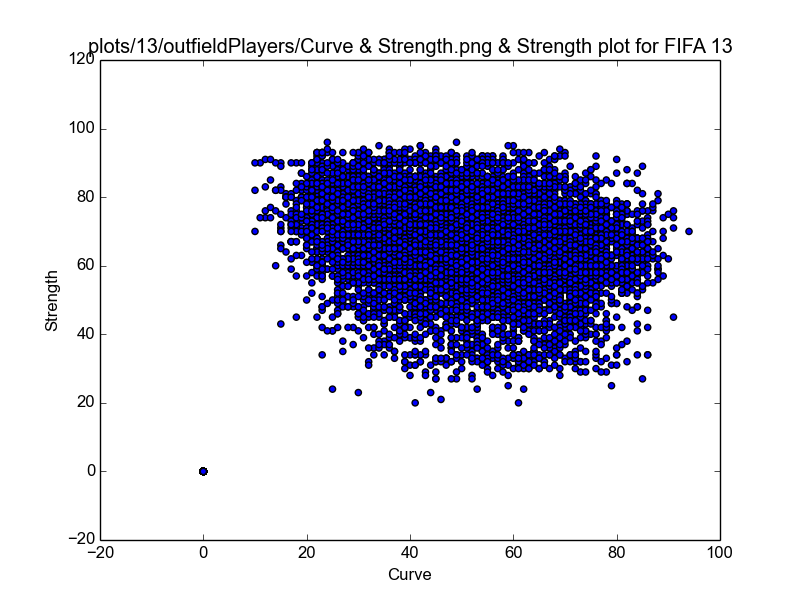 plots/13/outfieldPlayers/Curve & Strength.png & Strength plot for FIFA 13
120
100
80
60
40
20
0
−20
Strength
−20 0 20 40 60 80 100
Curve